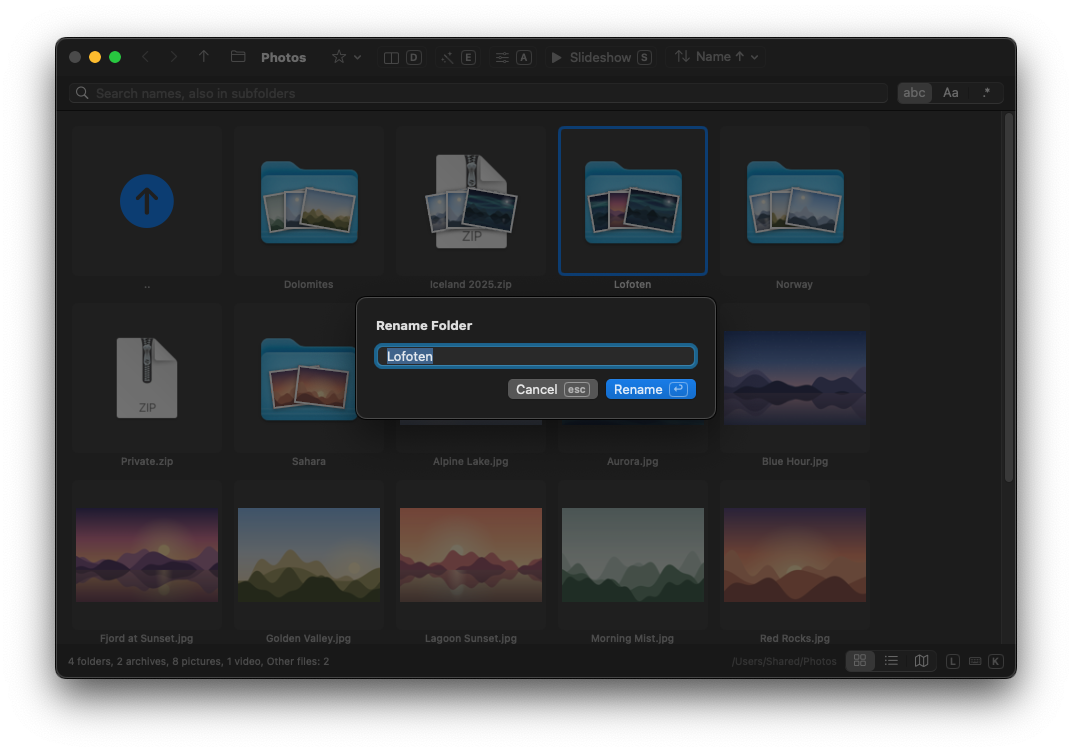 Photos
D
E
A
Slideshow S
Name
Search names, also in subfolders
abc
Aa
.*
ZIP
..
Dolomites
Iceland 2025.zip
Lofoten
Norway
Rename Folder
Lofoten
Cancel esc
Rename
ZIP
Private.zip
Sahara
Alpine Lake.jpg
Aurora.jpg
Blue Hour.jpg
Fjord at Sunset.jpg
Golden Valley.jpg
Lagoon Sunset.jpg
Morning Mist.jpg
Red Rocks.jpg
4 folders, 2 archives, 8 pictures, 1 video, Other files: 2
/Users/Shared/Photos
L
K